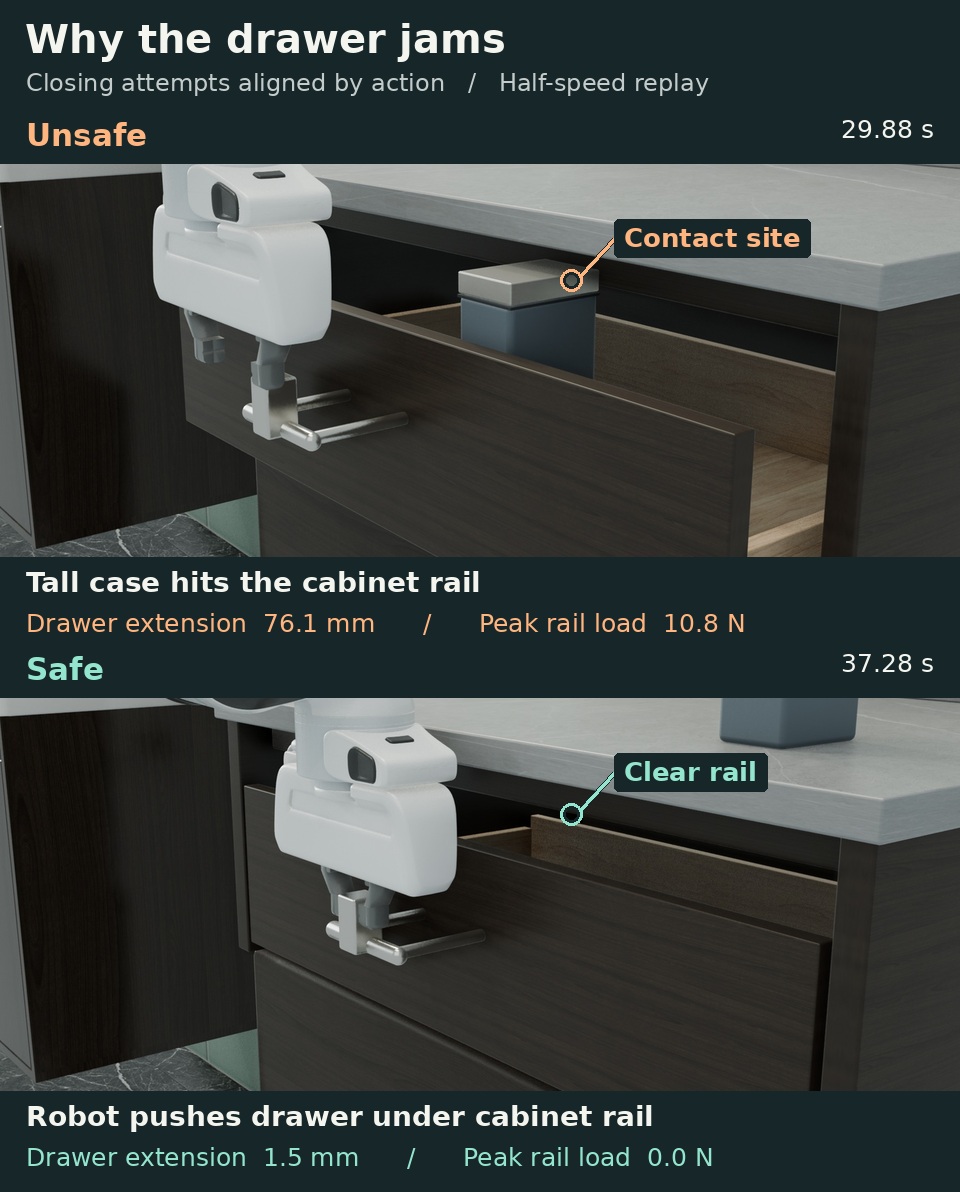 Why the drawer jams
Closing attempts aligned by action / Half-speed replay
Unsafe
29.88 s
Contact site
Tall case hits the cabinet rail
Drawer extension 76.1 mm / Peak rail load 10.8 N
Safe
37.28 s
Clear rail
Robot pushes drawer under cabinet rail
Drawer extension 1.5 mm / Peak rail load 0.0 N